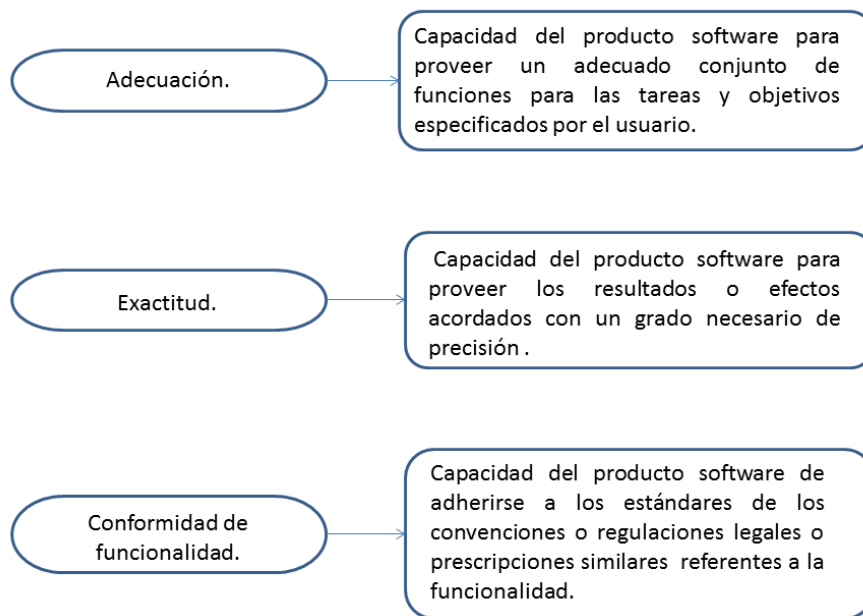 Adecuación.
Capacidad del producto software para
proveer un adecuado conjunto de
funciones para las tareas y objetivos
especificados por el usuario.
Exactitud.
Capacidad del producto software para
proveer los resultados o efectos
acordados con un grado necesario de
precisión .
Conformidad de
funcionalidad.
Capacidad del producto software de
adherirse a los estándares de los
convenciones o regulaciones legales o
prescripciones similares referentes a la
funcionalidad.